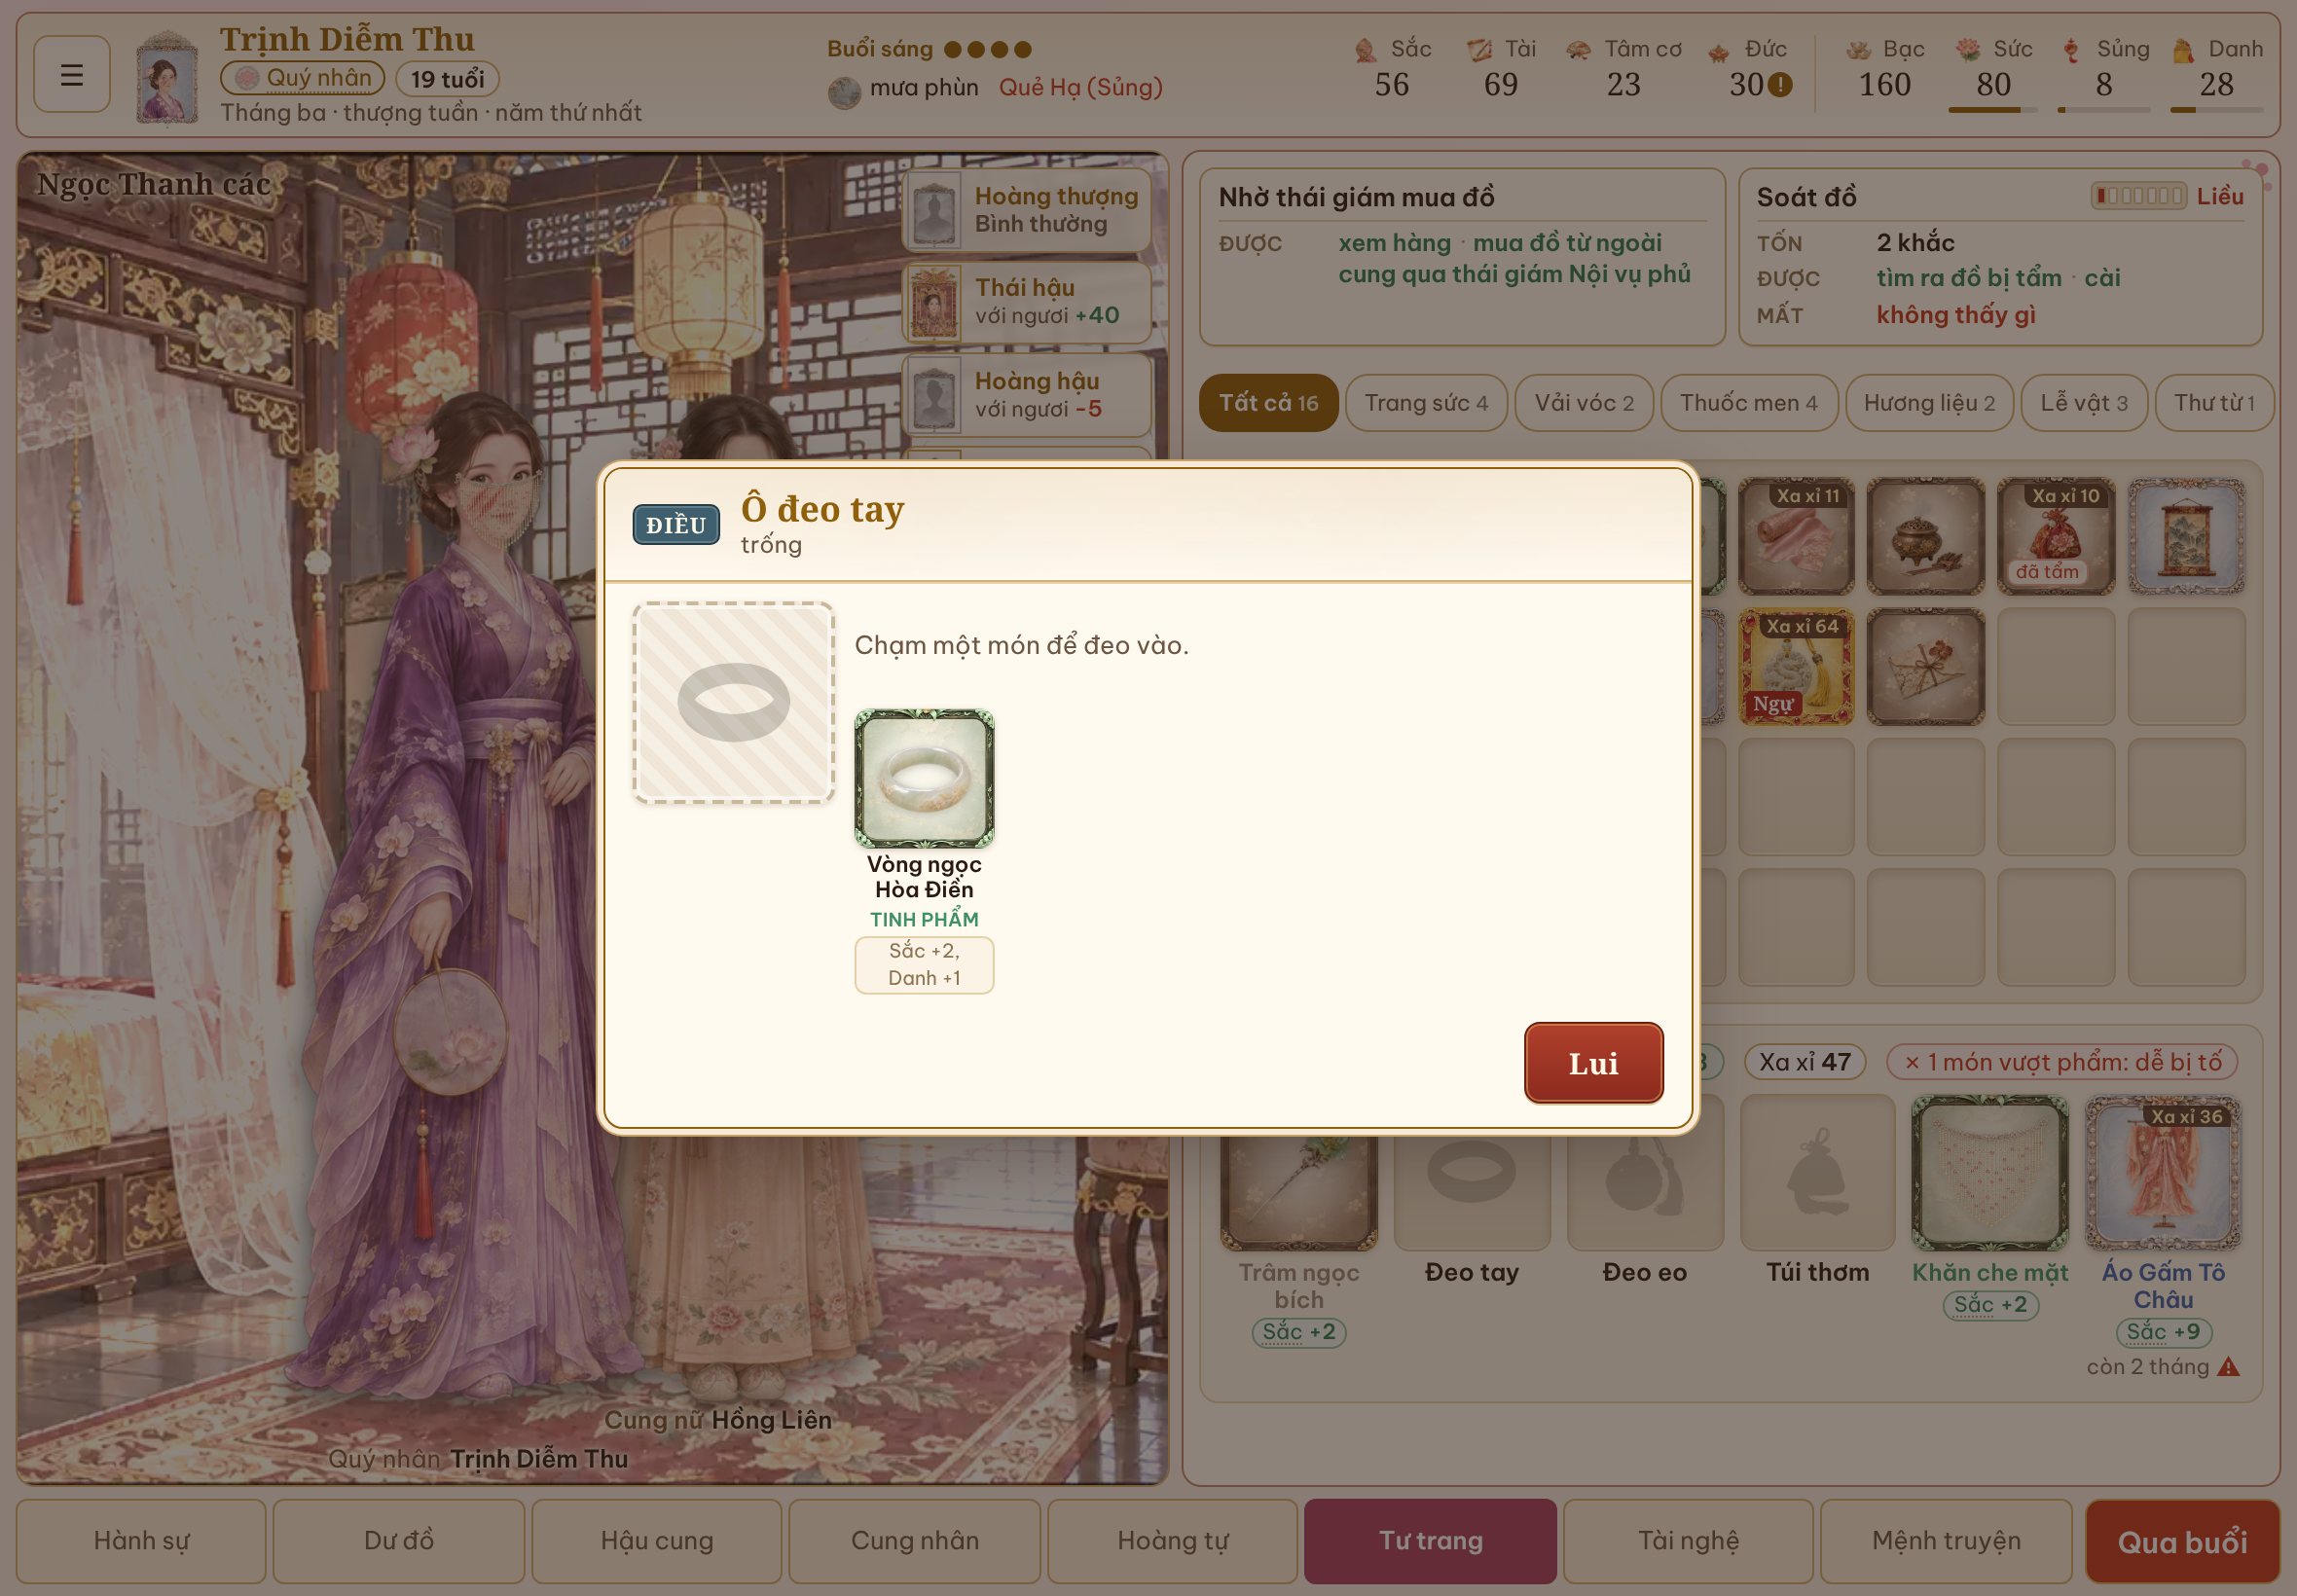 Trịnh Diễm Thu
Quý nhân
19 tuổi
Tháng ba · thượng tuần · năm thứ nhất
Buổi sáng
mưa phùn Quẻ Hạ (Sủng)
Sắc Tài Tâm cơ Đức Bạc Sức Sủng Danh
56 69 23 30 ! 160 80 8 28
Ngọc Thanh các
Hoàng thượng
Bình thường
Thái hậu
với ngươi +40
Hoàng hậu
với ngươi -5
Nhờ thái giám mua đồ
ĐƯỢC xem hàng · mua đồ từ ngoài
cung qua thái giám Nội vụ phủ
Soát đồ Liều
TỐN 2 khắc
ĐƯỢC tìm ra đồ bị tẩm · cài
MẤT không thấy gì
Tất cả 16 Trang sức 4 Vải vóc 2 Thuốc men 4 Hương liệu 2 Lễ vật 3 Thư từ 1
Xa xỉ 11
Xa xỉ 10
đã tẩm
Xa xỉ 64
Ngự
ĐIỀU
Ô đeo tay
trống
Chạm một món để đeo vào.
Vòng ngọc
Hòa Điền
TINH PHẨM
Sắc +2,
Danh +1
Lui
Xa xỉ 47
× 1 món vượt phẩm: dễ bị tố
Xa xỉ 36
Trâm ngọc
bích
Sắc +2
Đeo tay
Đeo eo
Túi thơm
Khăn che mặt
Sắc +2
Áo Gấm Tô
Châu
Sắc +9
còn 2 tháng
Cung nữ Hồng Liên
Quý nhân Trịnh Diễm Thu
Hành sự Dư đồ Hậu cung Cung nhân Hoàng tự Tư trang Tài nghệ Mệnh truyện Qua buổi